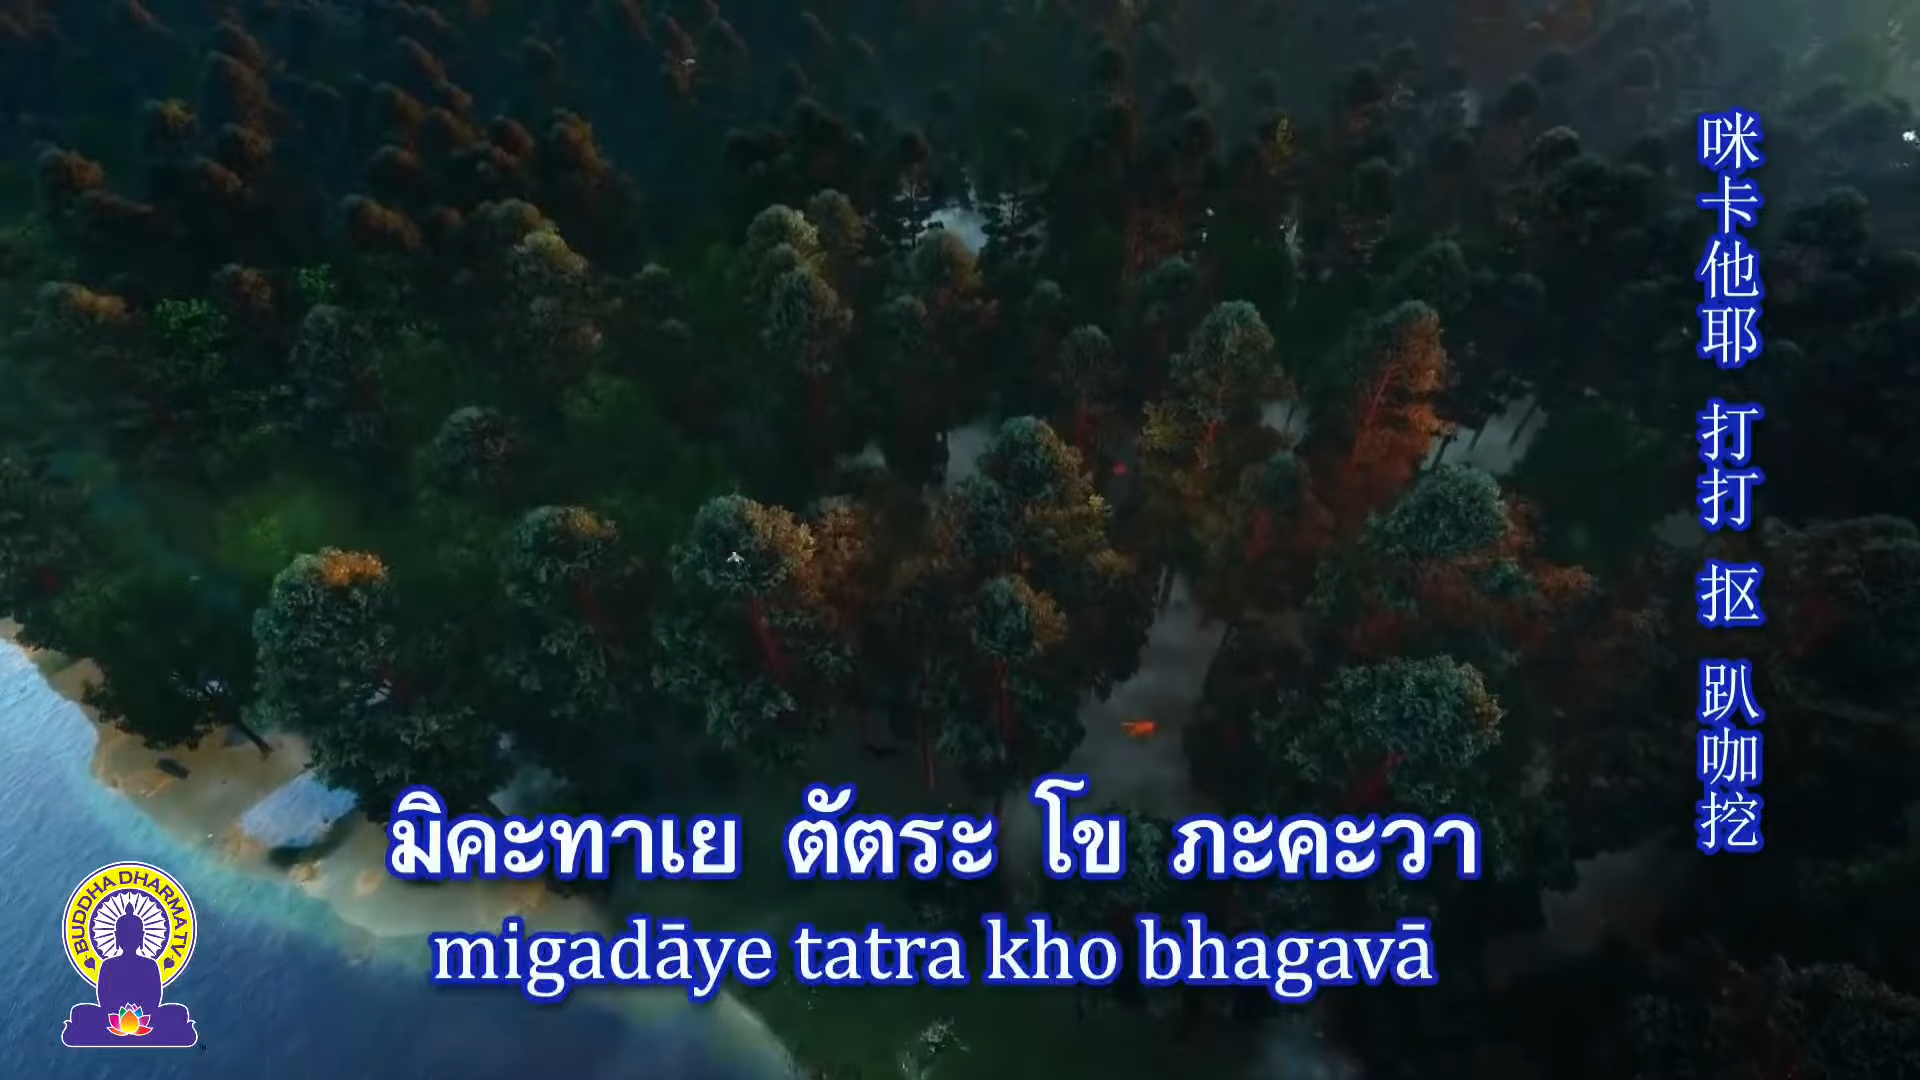 咪卡他耶 打打 抠 趴咖挖
มิคะทาเย ตัตระ โข ภะคะวา
migadāye tatra kho bhagavā
BUDDHA DHARMA TV